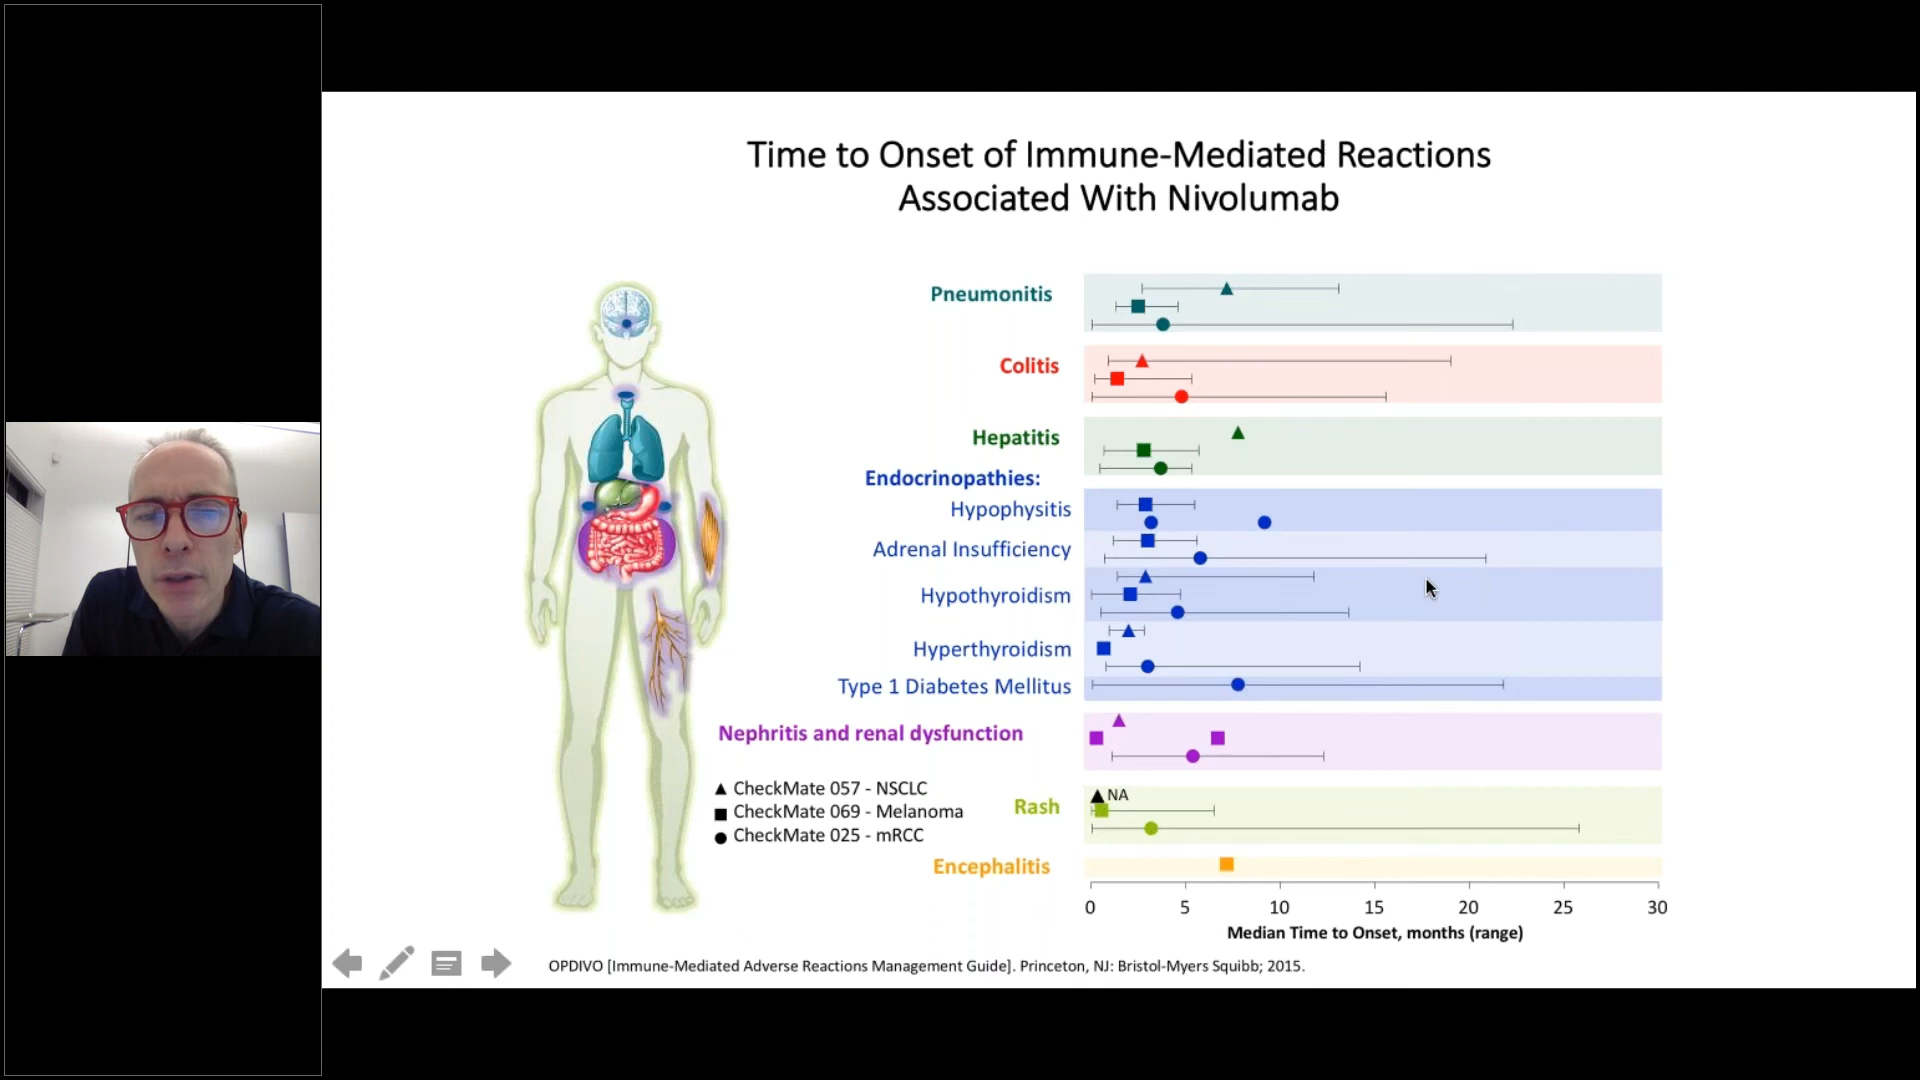 Time to Onset of Immune-Mediated Reactions
Associated With Nivolumab
Pneumonitis
Colitis
Hepatitis
Endocrinopathies:
Hypophysitis
Adrenal Insufficiency
Hypothyroidism
Hyperthyroidism
Type 1 Diabetes Mellitus
Nephritis and renal dysfunction
CheckMate 057 - NSCLC
CheckMate 069 - Melanoma
CheckMate 025 - mRCC
NA
Rash
Encephalitis
0 5 10 15 20 25 30
Median Time to Onset, months (range)
OPDIVO [Immune-Mediated Adverse Reactions Management Guide]. Princeton, NJ: Bristol-Myers Squibb; 2015.